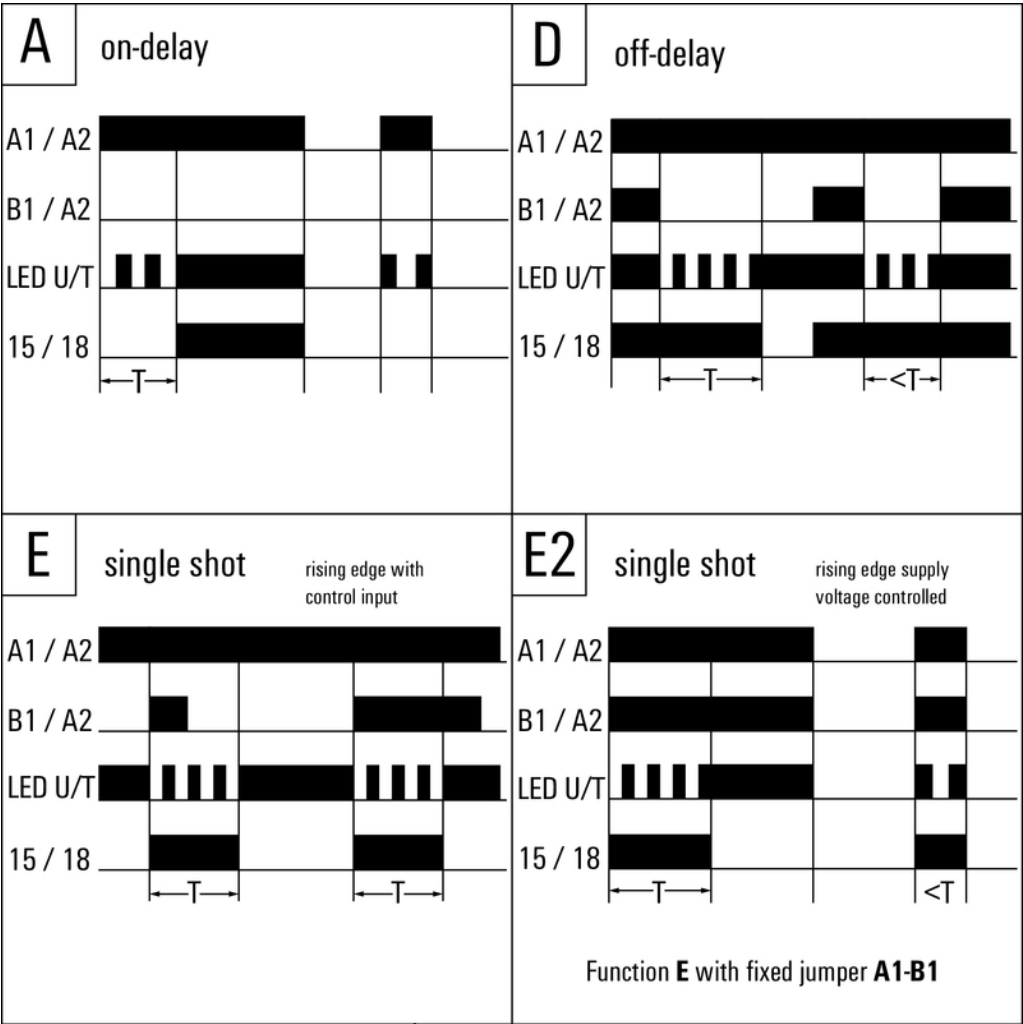 A on-delay
A1 / A2
B1 / A2
LED U/T
15 / 18
T
D off-delay
A1 / A2
B1 / A2
LED U/T
15 / 18
T <T
E single shot rising edge with
control input
A1 / A2
B1 / A2
LED U/T
15 / 18
T T
E2 single shot rising edge supply
voltage controlled
A1 / A2
B1 / A2
LED U/T
15 / 18
T <T
Function E with fixed jumper A1-B1